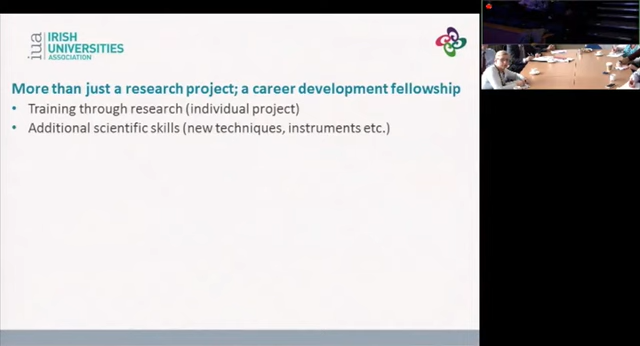 iua
IRISH
UNIVERSITIES
ASSOCIATION
More than just a research project; a career development fellowship
• Training through research (individual project)
• Additional scientific skills (new techniques, instruments etc.)